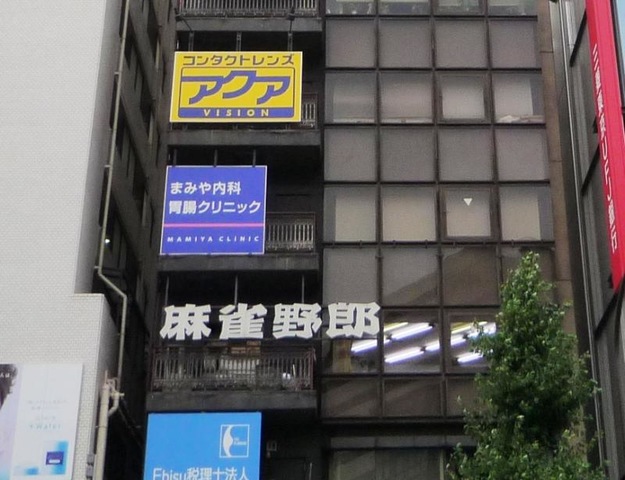 コンタクトレンズ
アクア
VISION
まみや内科
胃腸クリニック
MAMIYA CLINIC
麻雀野郎
Ebisu税理士法人